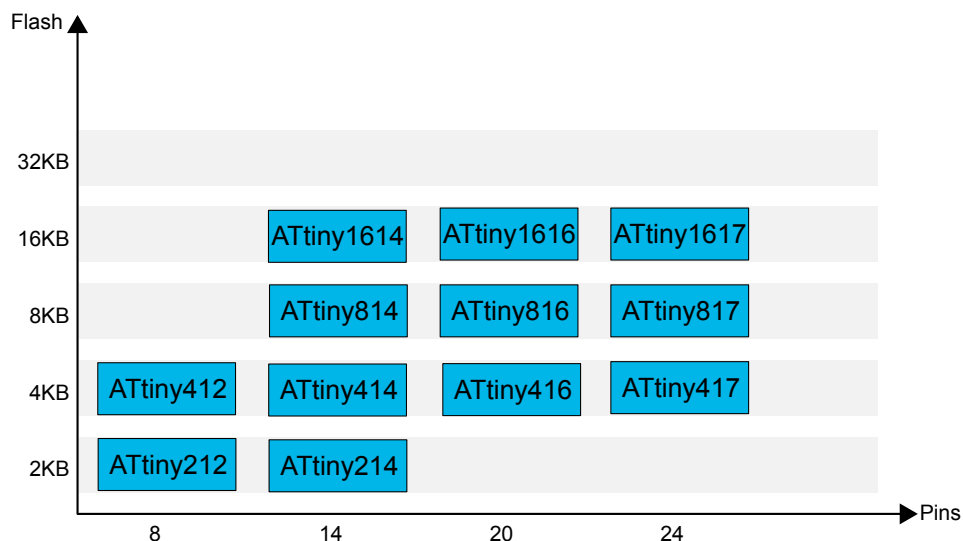 Flash
32KB
16KB ATtiny1614 ATtiny1616 ATtiny1617
8KB ATtiny814 ATtiny816 ATtiny817
4KB ATtiny412 ATtiny414 ATtiny416 ATtiny417
2KB ATtiny212 ATtiny214
Pins
8 14 20 24